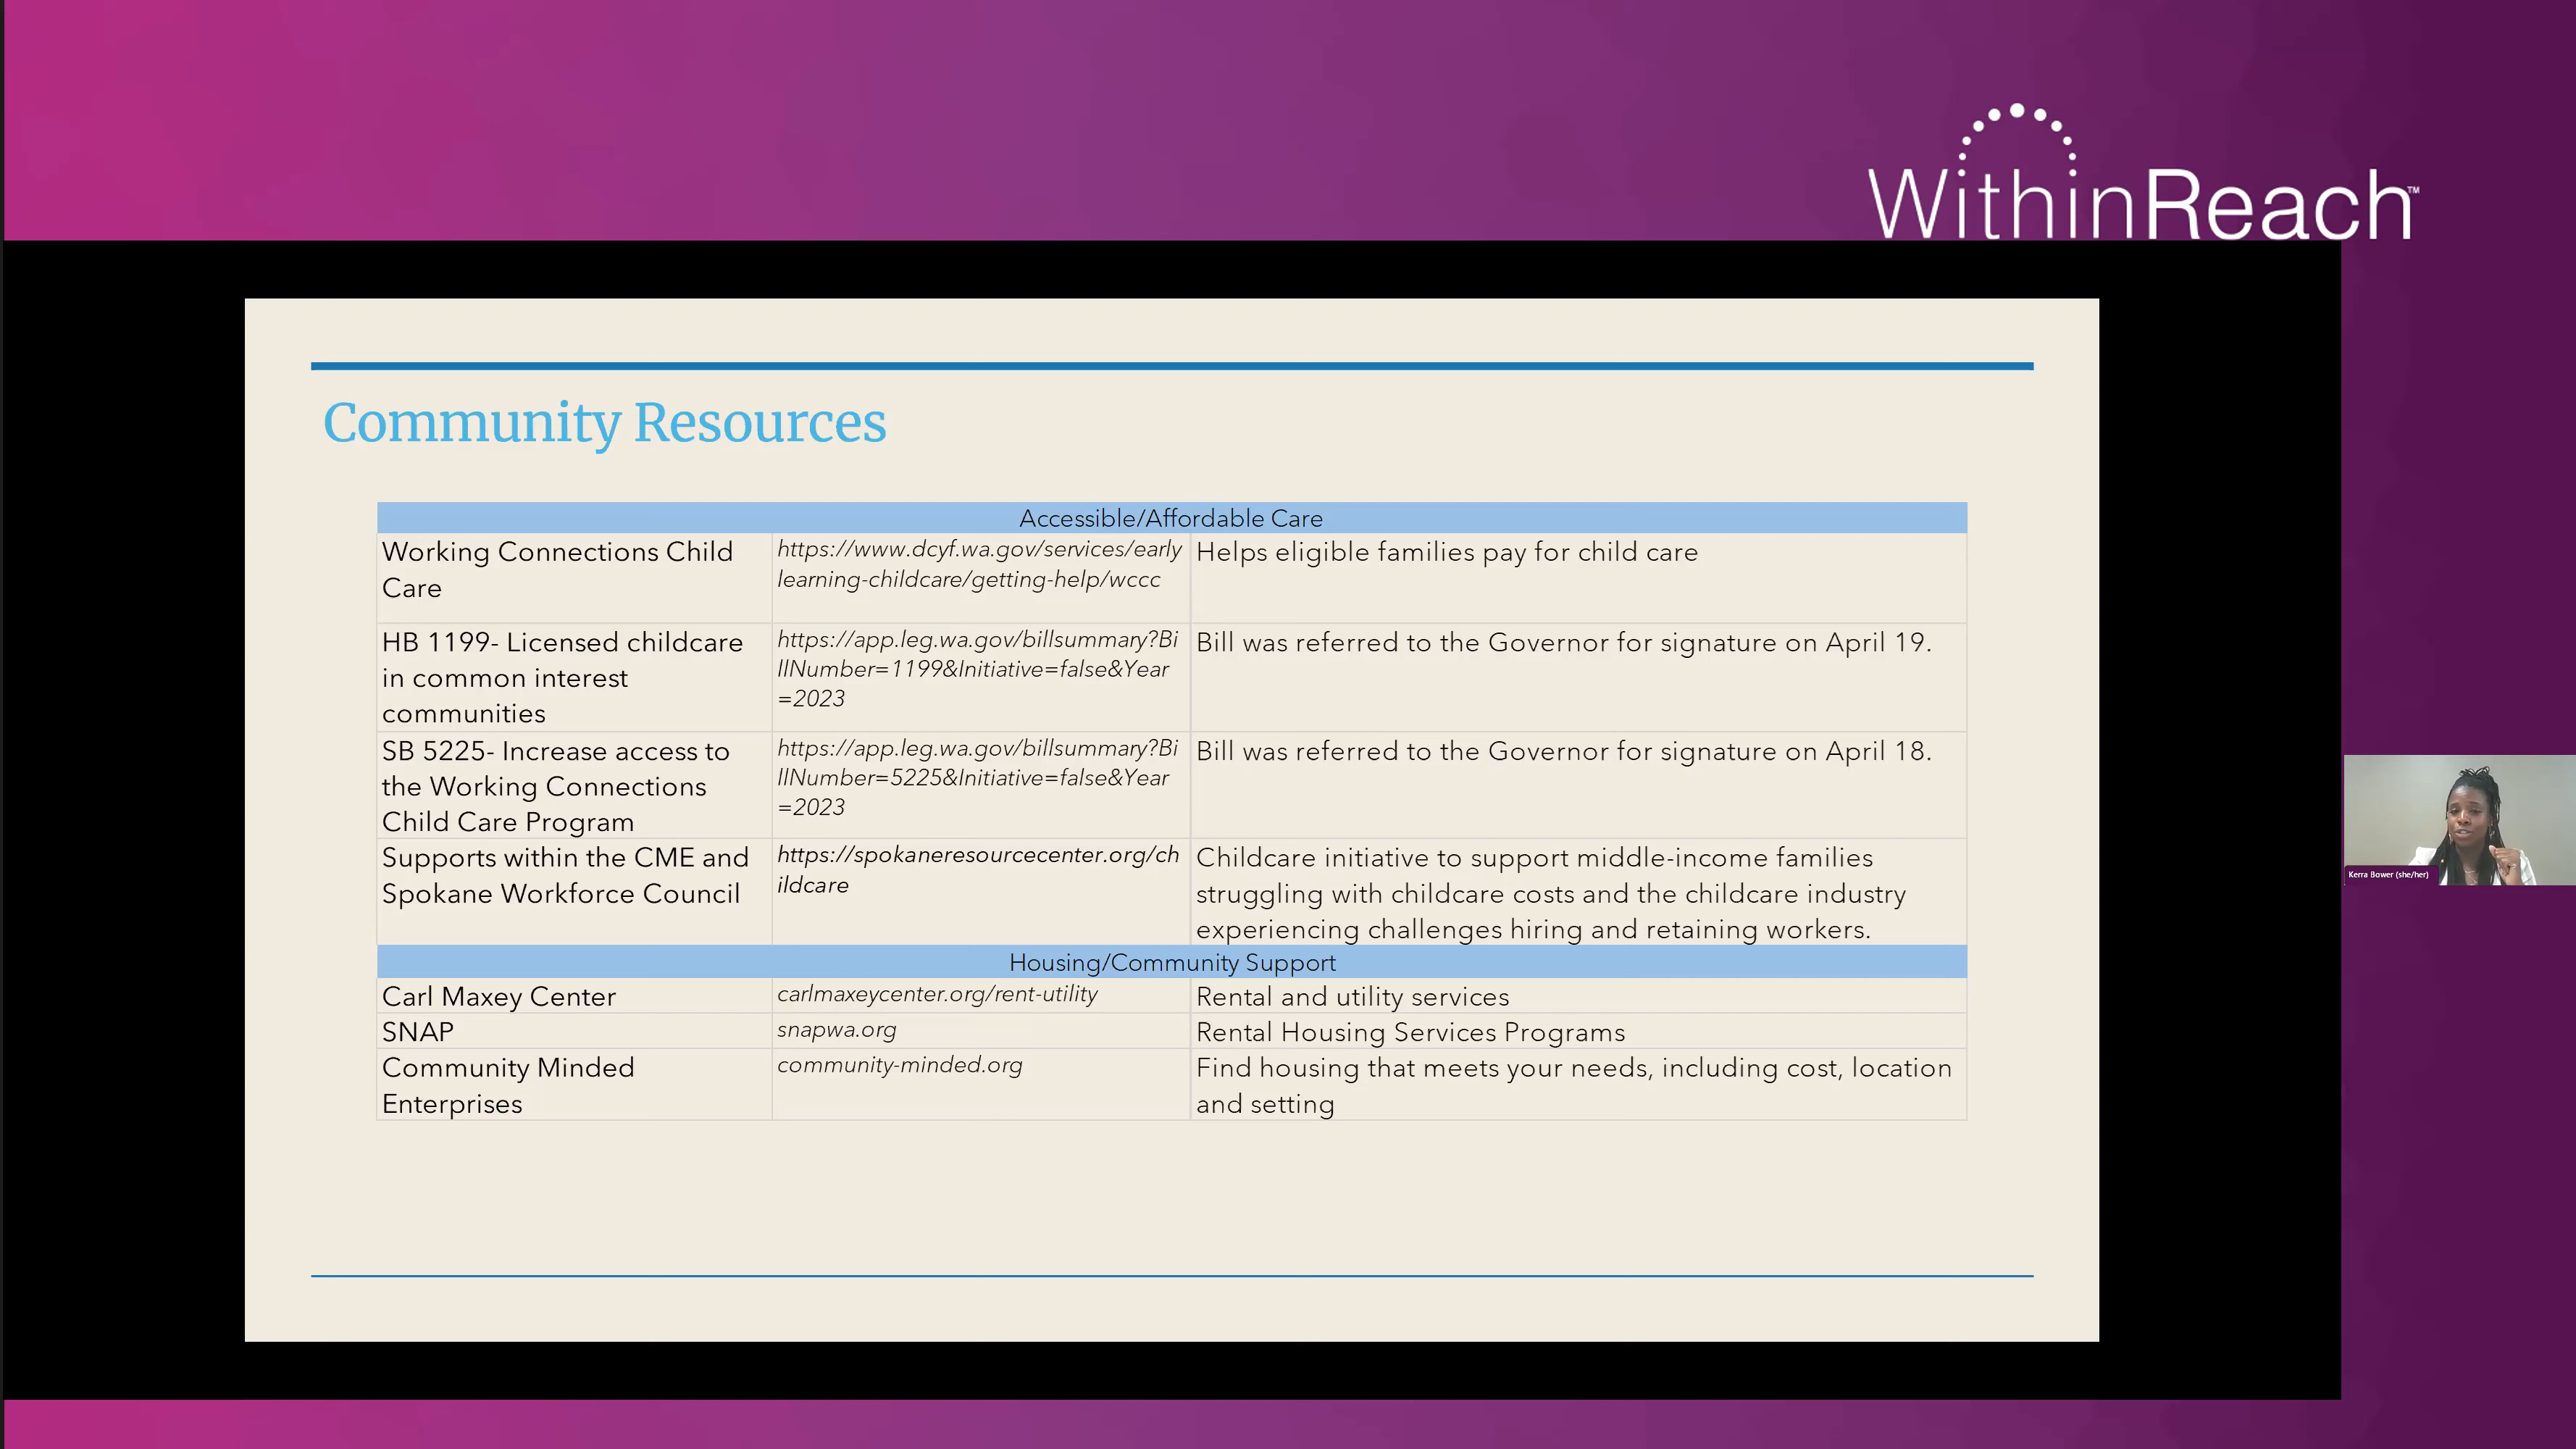 WithinReach™
Community Resources
Accessible/Affordable Care
Working Connections Child
Care
https://www.dcyf.wa.gov/services/early
learning-childcare/getting-help/wccc
Helps eligible families pay for child care
HB 1199- Licensed childcare
in common interest
communities
https://app.leg.wa.gov/billsummary?Bi
llNumber=1199&Initiative=false&Year
=2023
Bill was referred to the Governor for signature on April 19.
SB 5225- Increase access to
the Working Connections
Child Care Program
https://app.leg.wa.gov/billsummary?Bi
llNumber=5225&Initiative=false&Year
=2023
Bill was referred to the Governor for signature on April 18.
Supports within the CME and
Spokane Workforce Council
https://spokaneresourcecenter.org/ch
ildcare
Childcare initiative to support middle-income families
struggling with childcare costs and the childcare industry
experiencing challenges hiring and retaining workers.
Housing/Community Support
Carl Maxey Center
carlmaxeycenter.org/rent-utility
Rental and utility services
SNAP
snapwa.org
Rental Housing Services Programs
Community Minded
Enterprises
community-minded.org
Find housing that meets your needs, including cost, location
and setting
Kerra Bower (she/her)